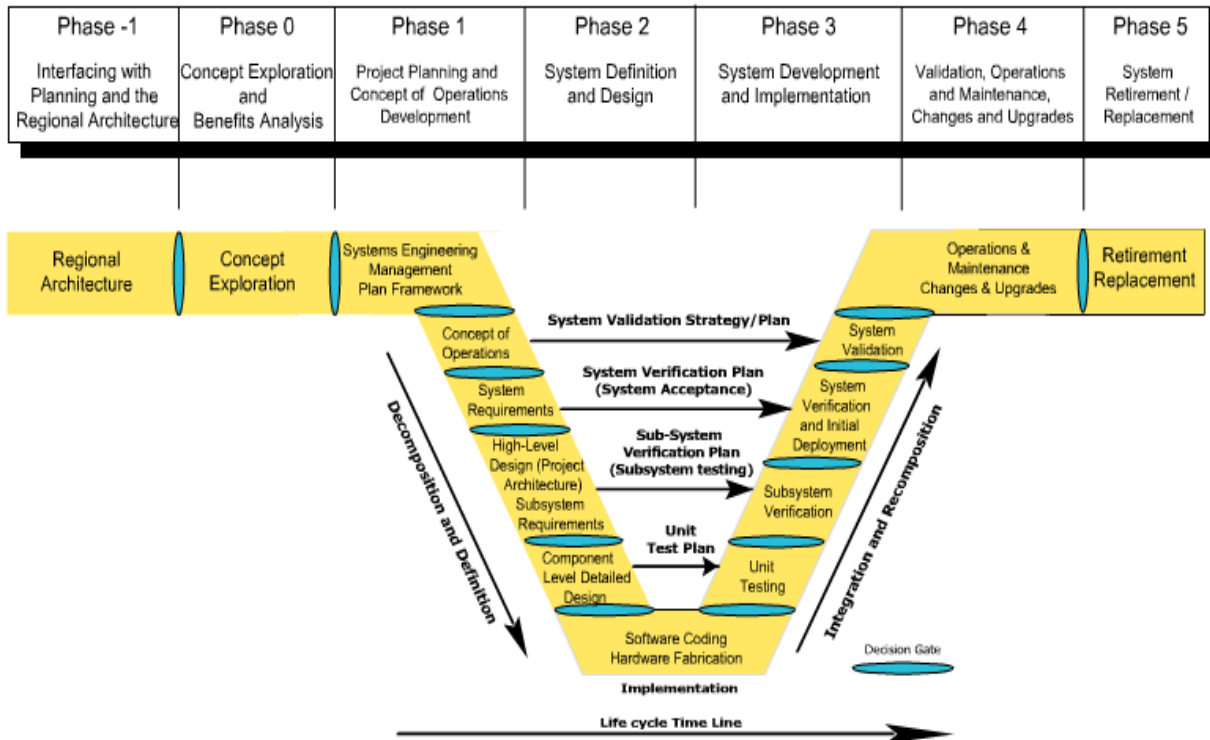 Phase -1
Interfacing with
Planning and the
Regional Architecture
Phase 0
Concept Exploration
and
Benefits Analysis
Phase 1
Project Planning and
Concept of Operations
Development
Phase 2
System Definition
and Design
Phase 3
System Development
and Implementation
Phase 4
Validation, Operations
and Maintenance,
Changes and Upgrades
Phase 5
System
Retirement /
Replacement
Regional
Architecture
Concept
Exploration
Systems Engineering
Management
Plan Framework
Concept of
Operations
System
Requirements
High-Level
Design (Project
Architecture)
Subsystem
Requirements
Component
Level Detailed
Design
Software Coding
Hardware Fabrication
Implementation
Unit
Testing
Subsystem
Verification
System
Verification
and Initial
Deployment
System
Validation
Operations &
Maintenance
Changes & Upgrades
Retirement
Replacement
System Validation Strategy/Plan
System Verification Plan
(System Acceptance)
Sub-System
Verification Plan
(Subsystem testing)
Unit
Test Plan
Decomposition and Definition
Integration and Recomposition
Decision Gate
Life cycle Time Line